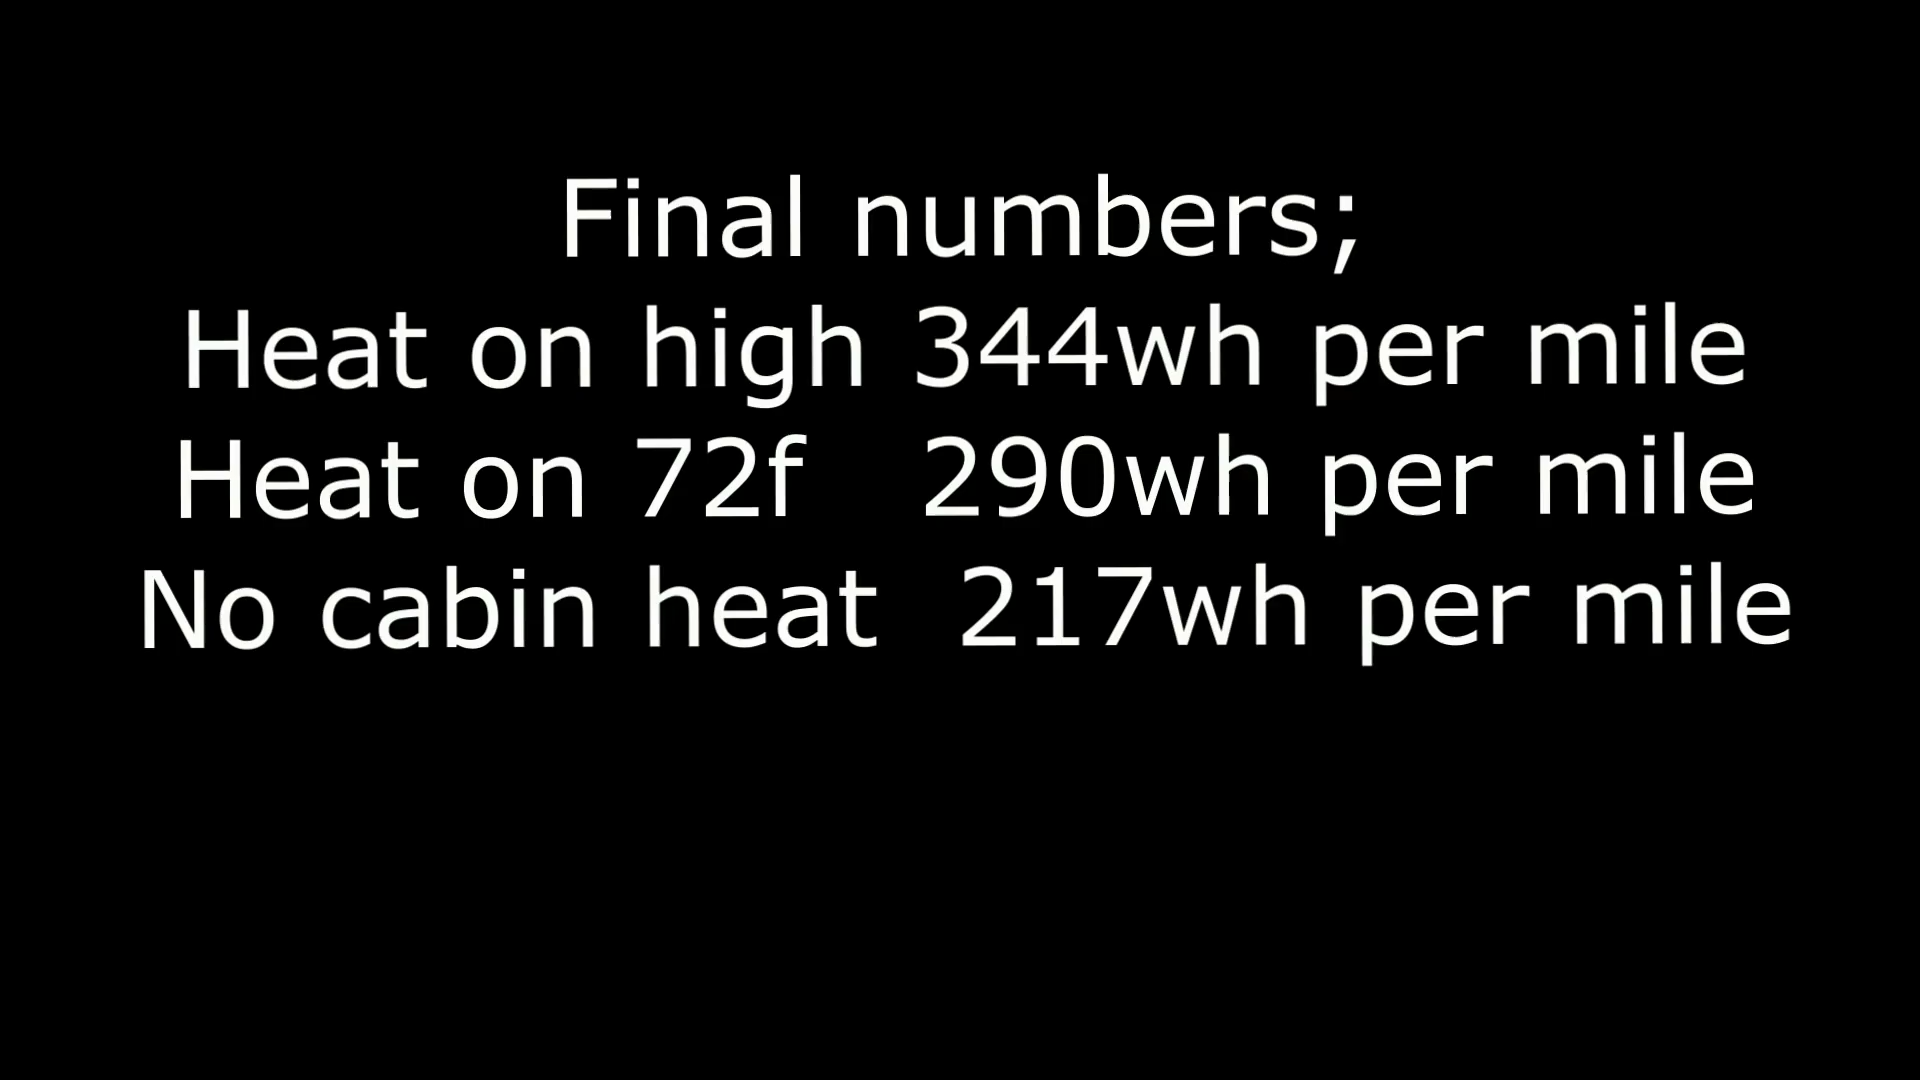 Final numbers;
Heat on high 344wh per mile
Heat on 72f 290wh per mile
No cabin heat 217wh per mile